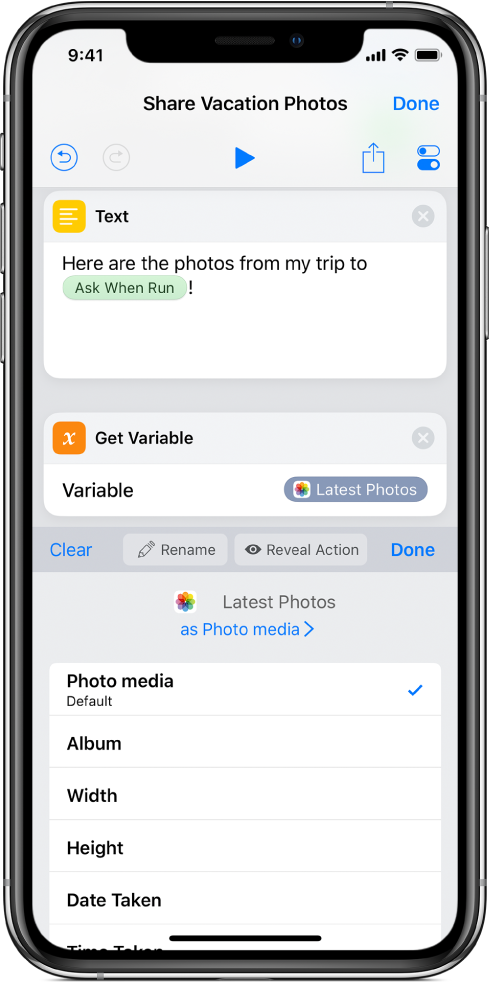 9:41
Share Vacation Photos Done
Text
Here are the photos from my trip to
Ask When Run !
x Get Variable
Variable Latest Photos
Clear Rename Reveal Action Done
Latest Photos
as Photo media
Photo media
Default
Album
Width
Height
Date Taken
Time Taken